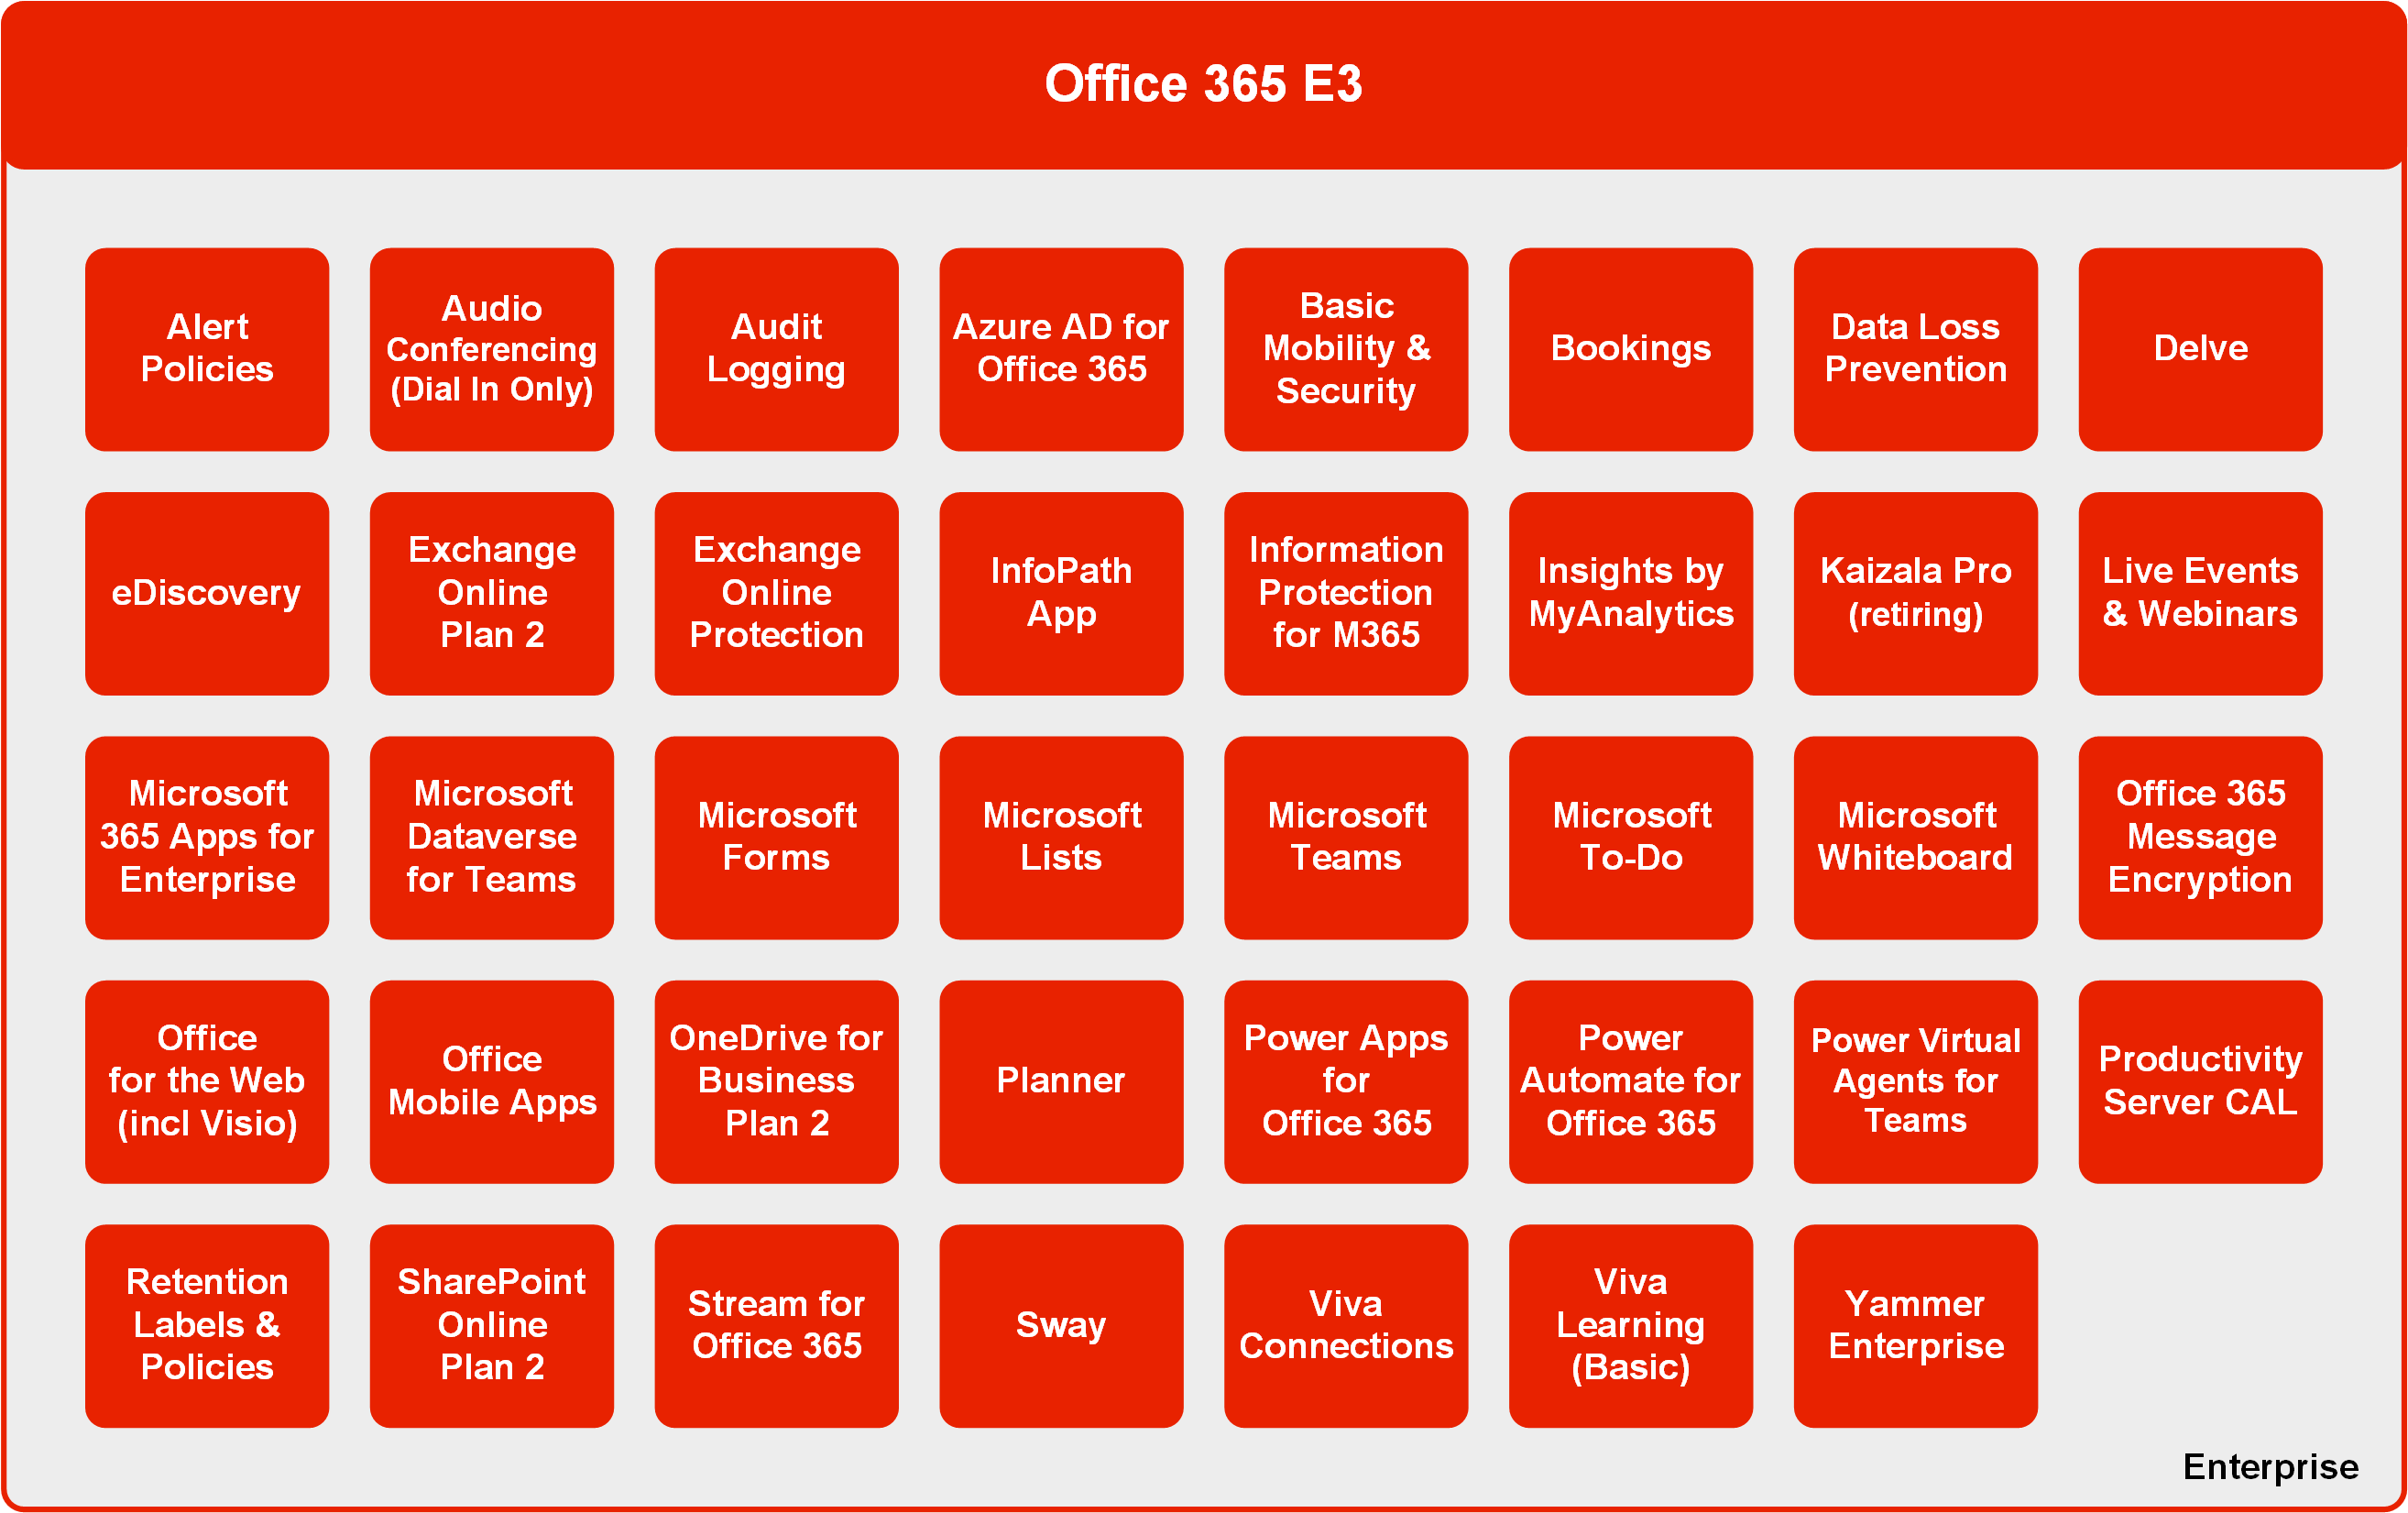 Office 365 E3
Alert
Policies
Audio
Conferencing
(Dial In Only)
Audit
Logging
Azure AD for
Office 365
Basic
Mobility &
Security
Bookings
Data Loss
Prevention
Delve
eDiscovery
Exchange
Online
Plan 2
Exchange
Online
Protection
InfoPath
App
Information
Protection
for M365
Insights by
MyAnalytics
Kaizala Pro
(retiring)
Live Events
& Webinars
Microsoft
365 Apps for
Enterprise
Microsoft
Dataverse
for Teams
Microsoft
Forms
Microsoft
Lists
Microsoft
Teams
Microsoft
To-Do
Microsoft
Whiteboard
Office 365
Message
Encryption
Office
for the Web
(incl Visio)
Office
Mobile Apps
OneDrive for
Business
Plan 2
Planner
Power Apps
for
Office 365
Power
Automate for
Office 365
Power Virtual
Agents for
Teams
Productivity
Server CAL
Retention
Labels &
Policies
SharePoint
Online
Plan 2
Stream for
Office 365
Sway
Viva
Connections
Viva
Learning
(Basic)
Yammer
Enterprise
Enterprise